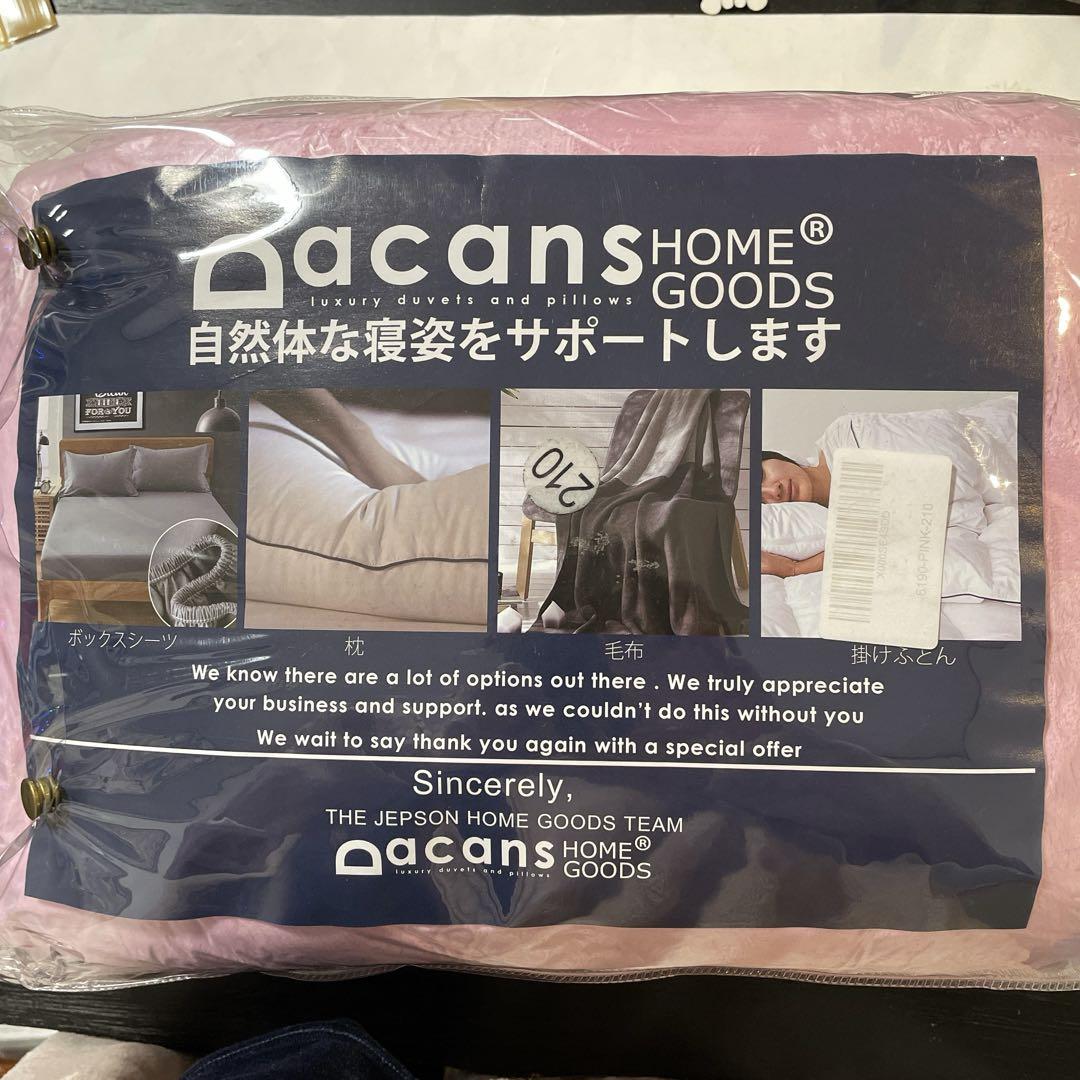 Dacans HOME GOODS®
luxury duvets and pillows
自然体な寝姿をサポートします
FOR YOU
210
6190-PINK-210
ボックスシーツ
枕
毛布
掛けふとん
We know there are a lot of options out there . We truly appreciate
your business and support. as we couldn't do this without you
We wait to say thank you again with a special offer
Sincerely,
THE JEPSON HOME GOODS TEAM
Dacans HOME GOODS®
luxury duvets and pillows